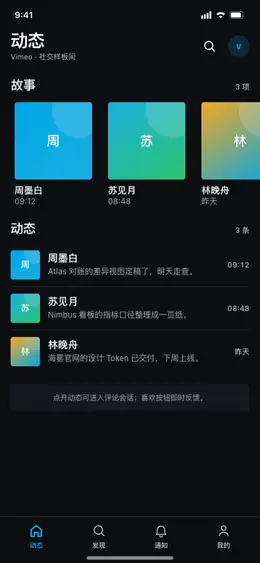 9:41
动态
Vimeo · 社交样板间
V
故事
3 项
周
苏
林
周墨白
苏见月
林晚舟
09:12
08:48
昨天
动态
3 条
周
周墨白
Atlas 对账的差异视图定稿了，明天走查。
09:12
苏
苏见月
Nimbus 看板的指标口径整理成一页纸。
08:48
林
林晚舟
海雾官网的设计 Token 已交付，下周上线。
昨天
点开动态可进入评论会话；喜欢按钮即时反馈。
动态
发现
通知
我的